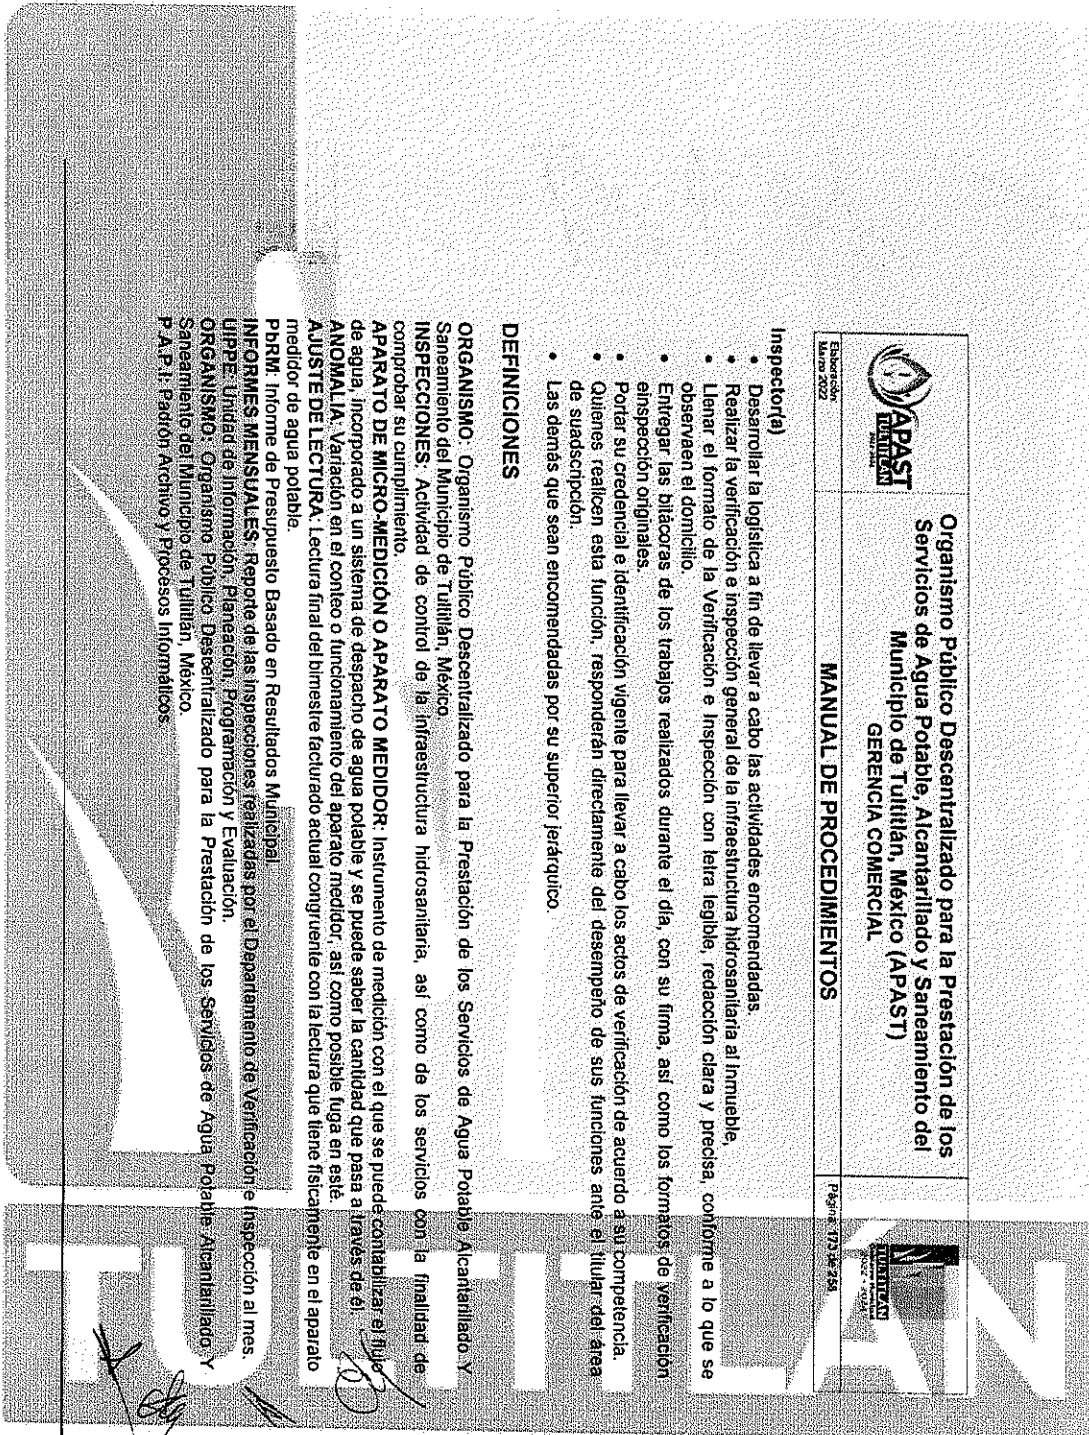 APAST
TULTITLÁN
Organismo Público Descentralizado para la Prestación de los
Servicios de Agua Potable, Alcantarillado y Saneamiento del
Municipio de Tultitlán, México (APAST)
GERENCIA COMERCIAL
TULTITLÁN
Elaboración:
Marzo 2022
MANUAL DE PROCEDIMIENTOS
Página: 173 de 258
Inspector(a)
• Desarrollar la logística a fin de llevar a cabo las actividades encomendadas.
• Realizar la verificación e inspección general de la infraestructura hidrosanitaria al inmueble,
• Llenar el formato de la Verificación e Inspección con letra legible, redacción clara y precisa, conforme a lo que se
observaen el domicilio.
• Entregar las bitácoras de los trabajos realizados durante el día, con su firma, así como los formatos de verificación
einspección originales.
• Portar su credencial e identificación vigente para llevar a cabo los actos de verificación de acuerdo a su competencia.
• Quienes realicen esta función, responderán directamente del desempeño de sus funciones ante el titular del área
de suadscripción.
• Las demás que sean encomendadas por su superior jerárquico.
DEFINICIONES
ORGANISMO: Organismo Público Descentralizado para la Prestación de los Servicios de Agua Potable Alcantarillado Y
Saneamiento del Municipio de Tultitlán, México.
INSPECCIONES: Actividad de control de la infraestructura hidrosanitaria, así como de los servicios con la finalidad de
comprobar su cumplimiento.
APARATO DE MICRO-MEDICIÓN O APARATO MEDIDOR: Instrumento de medición con el que se puede contabilizar el flujo
de agua, incorporado a un sistema de despacho de agua potable y se puede saber la cantidad que pasa a través de él.
ANOMALIA: Variación en el conteo o funcionamiento del aparato medidor, así como posible fuga en esté.
AJUSTE DE LECTURA: Lectura final del bimestre facturado actual congruente con la lectura que tiene físicamente en el aparato
medidor de agua potable.
PbRM: Informe de Presupuesto Basado en Resultados Municipal.
INFORMES MENSUALES: Reporte de las inspecciones realizadas por el Departamento de Verificación e Inspección al mes.
UIPPE: Unidad de Información, Planeación, Programación y Evaluación.
ORGANISMO: Organismo Público Descentralizado para la Prestación de los Servicios de Agua Potable Alcantarillado Y
Saneamiento del Municipio de Tultitlán, México.
P.A.P.I: Padrón Archivo y Procesos Informáticos.
TULTITLÁN